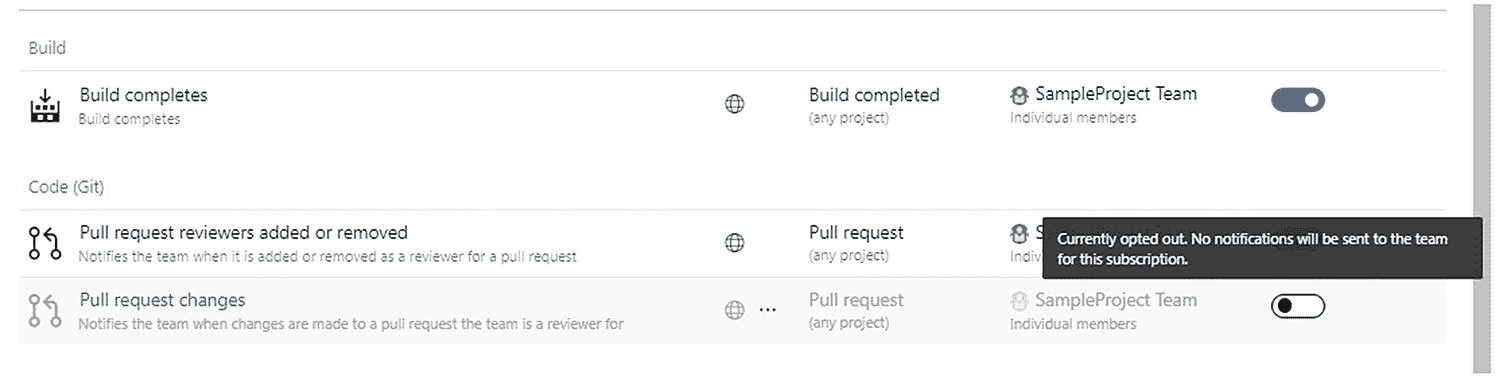 Build
Build completes
Build completed
SampleProject Team
Build completes
(any project)
Individual members
Code (Git)
Pull request reviewers added or removed
Pull request
Notifies the team when it is added or removed as a reviewer for a pull request
(any project)
Currently opted out. No notifications will be sent to the team
for this subscription.
Pull request changes
Pull request
SampleProject Team
Notifies the team when changes are made to a pull request the team is a reviewer for
(any project)
Individual members